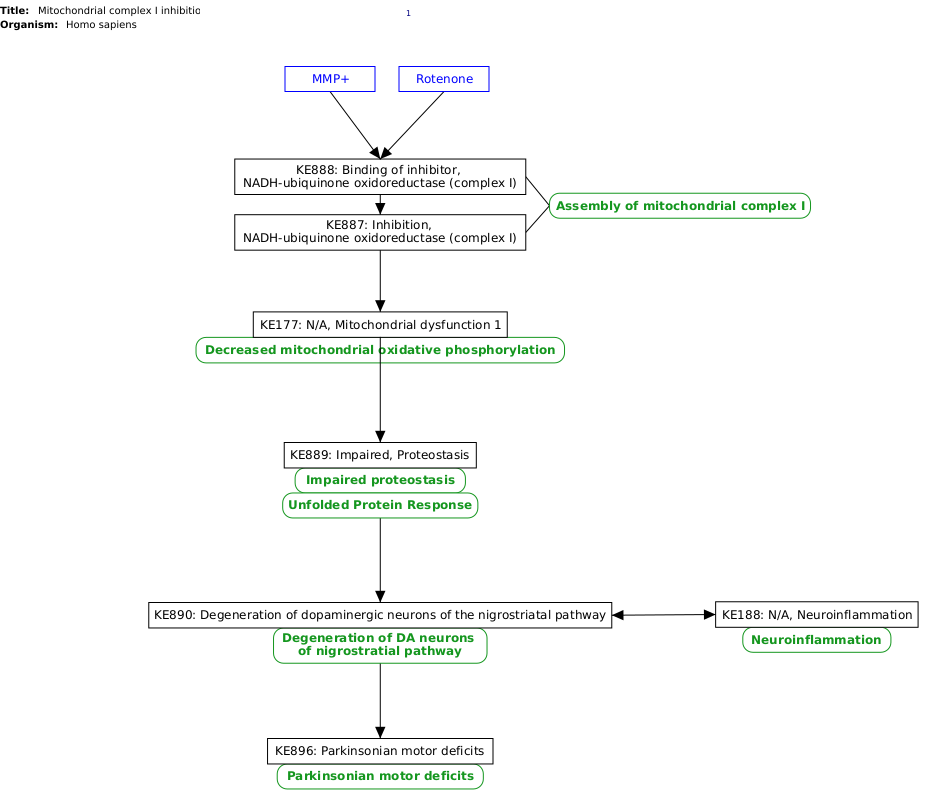 Title: Mitochondrial complex I inhibitio
1
Organism: Homo sapiens
MMP+
Rotenone
KE888: Binding of inhibitor,
NADH-ubiquinone oxidoreductase (complex I)
Assembly of mitochondrial complex I
KE887: Inhibition,
NADH-ubiquinone oxidoreductase (complex I)
KE177: N/A, Mitochondrial dysfunction 1
Decreased mitochondrial oxidative phosphorylation
KE889: Impaired, Proteostasis
Impaired proteostasis
Unfolded Protein Response
KE890: Degeneration of dopaminergic neurons of the nigrostriatal pathway
KE188: N/A, Neuroinflammation
Degeneration of DA neurons
of nigrostratial pathway
Neuroinflammation
KE896: Parkinsonian motor deficits
Parkinsonian motor deficits